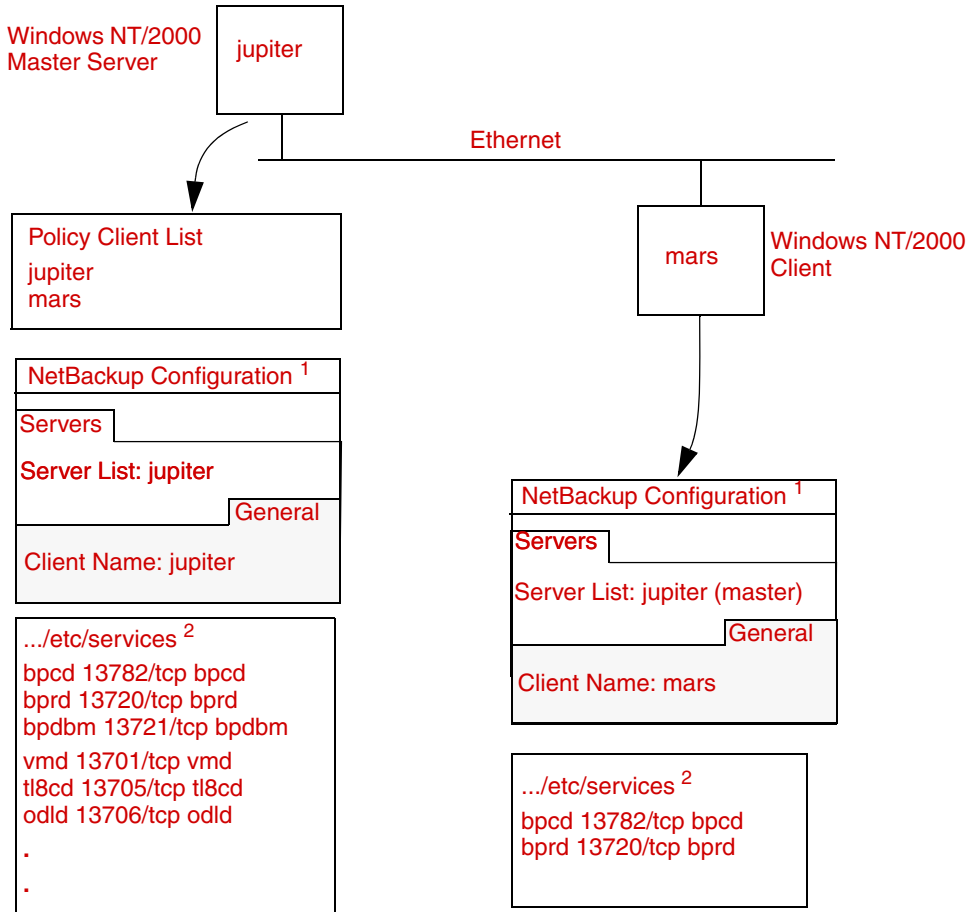 Windows NT/2000
Master Server
jupiter
Ethernet
Policy Client List
jupiter
mars
mars
Windows NT/2000
Client
NetBackup Configuration 1
Servers
Server List: jupiter
General
Client Name: jupiter
.../etc/services 2
bpcd 13782/tcp bpcd
bprd 13720/tcp bprd
bpdbm 13721/tcp bpdbm
vmd 13701/tcp vmd
tl8cd 13705/tcp tl8cd
odld 13706/tcp odld
.
.
NetBackup Configuration 1
Servers
Server List: jupiter (master)
General
Client Name: mars
.../etc/services 2
bpcd 13782/tcp bpcd
bprd 13720/tcp bprd